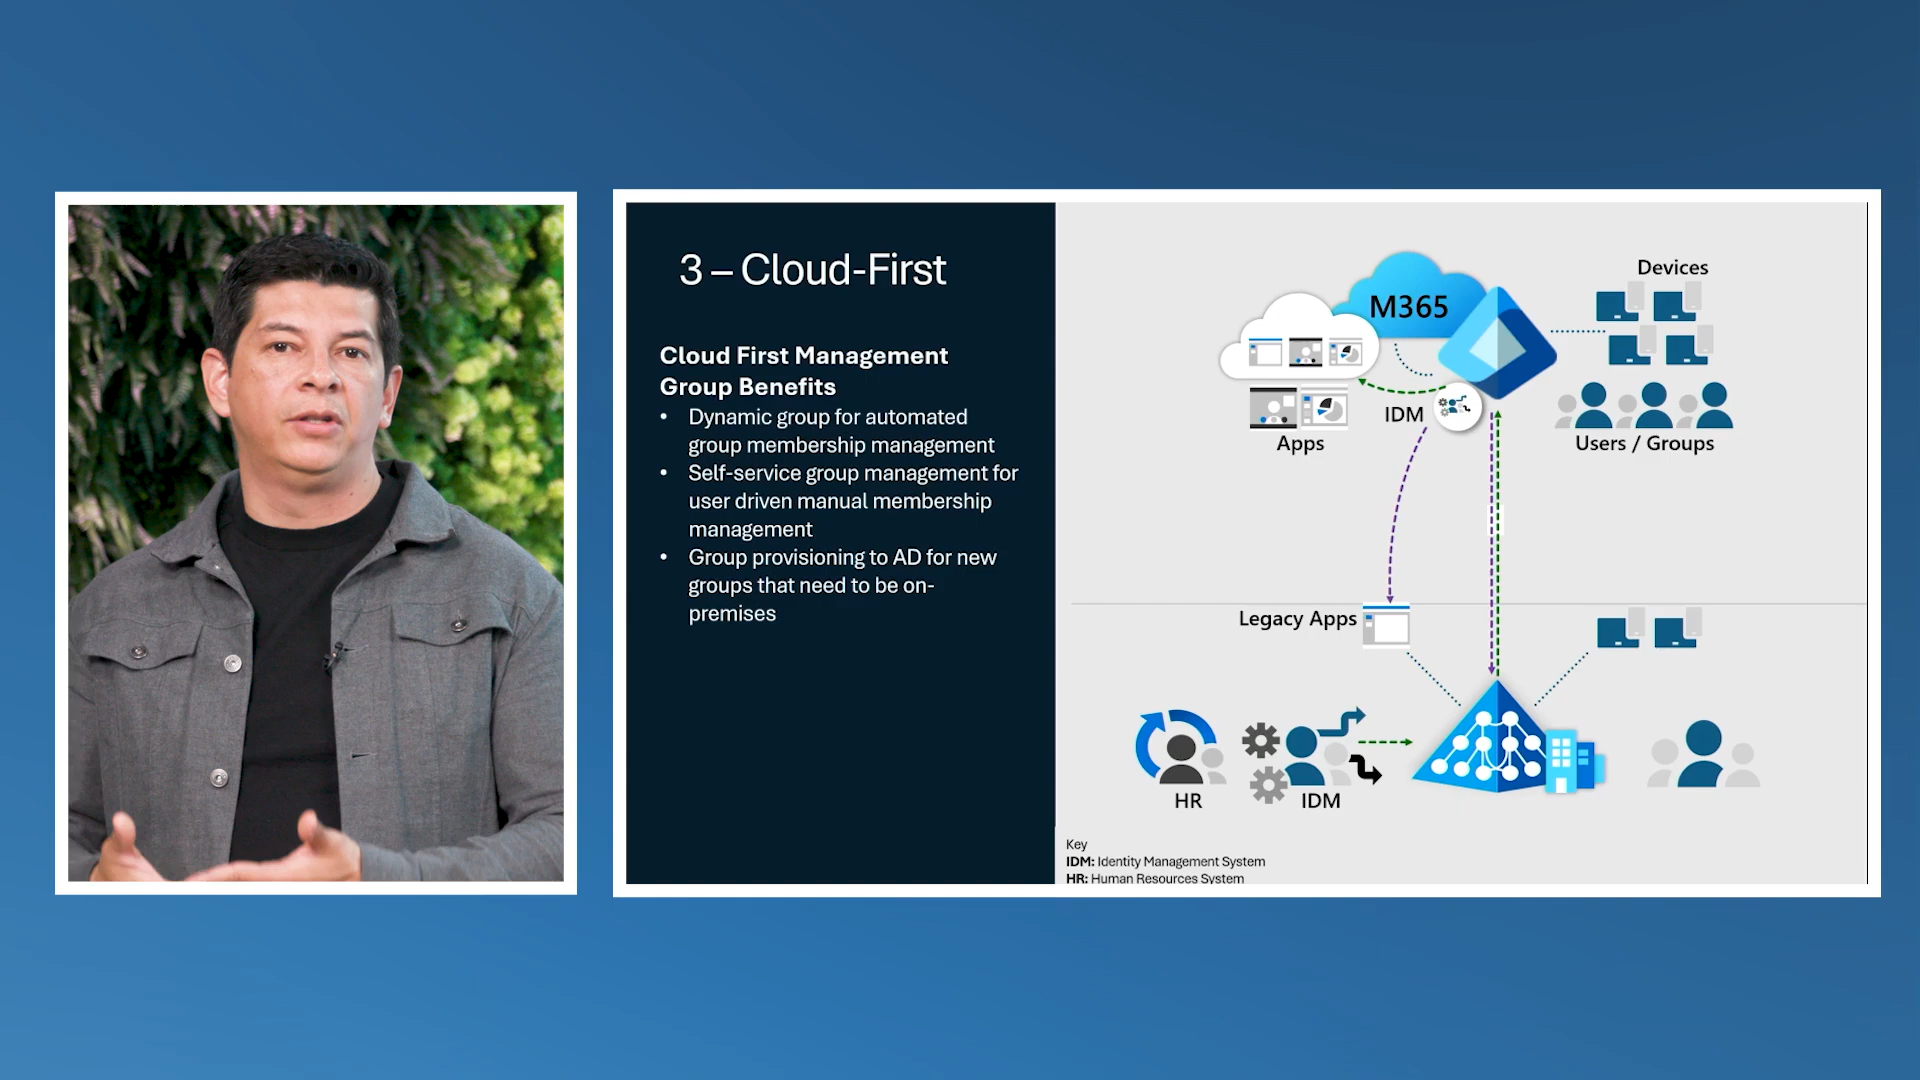 3 – Cloud-First
Cloud First Management
Group Benefits
• Dynamic group for automated
group membership management
• Self-service group management for
user driven manual membership
management
• Group provisioning to AD for new
groups that need to be on-
premises
M365
Devices
IDM
Apps
Users / Groups
Legacy Apps
HR
IDM
Key
IDM: Identity Management System
HR: Human Resources System